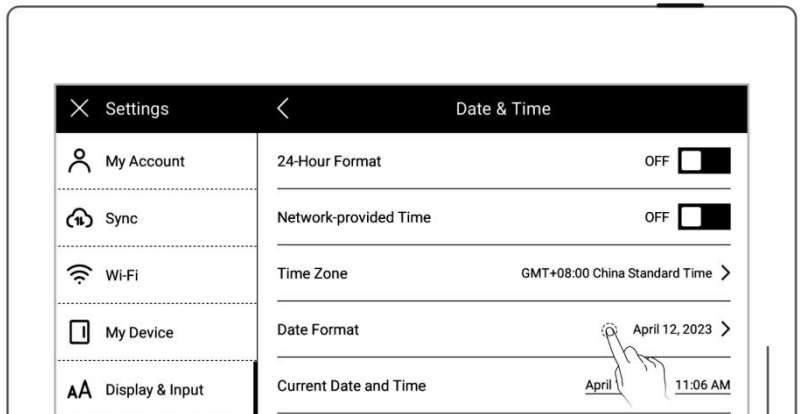 Settings
Date & Time
My Account
24-Hour Format
OFF
Sync
Network-provided Time
OFF
Wi-Fi
Time Zone
GMT+08:00 China Standard Time
My Device
Date Format
April 12, 2023
Display & Input
Current Date and Time
April
11:06 AM